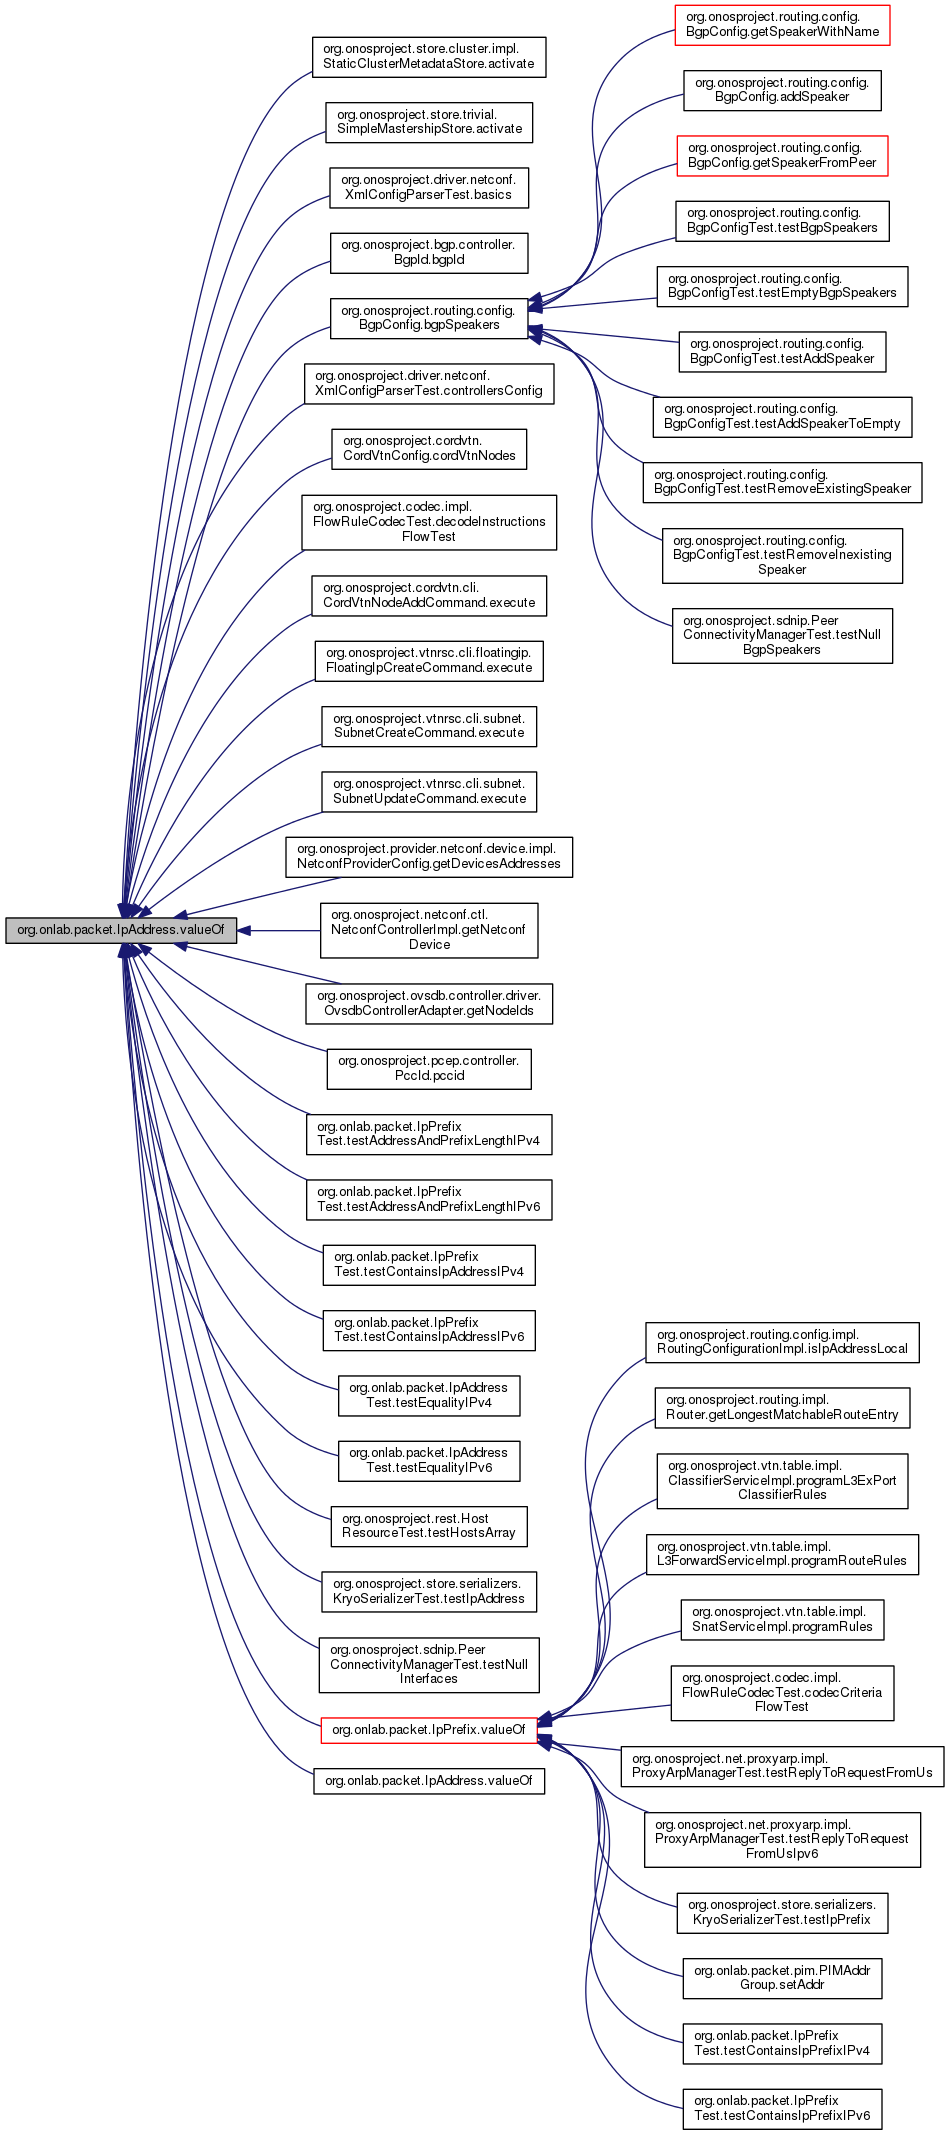 org.onlab.packet.IpAddress.valueOf
org.onosproject.store.cluster.impl.
StaticClusterMetadataStore.activate
org.onosproject.store.trivial.
SimpleMastershipStore.activate
org.onosproject.driver.netconf.
XmlConfigParserTest.basics
org.onosproject.bgp.controller.
BgpId.bgpId
org.onosproject.routing.config.
BgpConfig.bgpSpeakers
org.onosproject.driver.netconf.
XmlConfigParserTest.controllersConfig
org.onosproject.cordvtn.
CordVtnConfig.cordVtnNodes
org.onosproject.codec.impl.
FlowRuleCodecTest.decodeInstructions
FlowTest
org.onosproject.cordvtn.cli.
CordVtnNodeAddCommand.execute
org.onosproject.vtnrsc.cli.floatingip.
FloatingIpCreateCommand.execute
org.onosproject.vtnrsc.cli.subnet.
SubnetCreateCommand.execute
org.onosproject.vtnrsc.cli.subnet.
SubnetUpdateCommand.execute
org.onosproject.provider.netconf.device.impl.
NetconfProviderConfig.getDevicesAddresses
org.onosproject.netconf.ctl.
NetconfControllerImpl.getNetconf
Device
org.onosproject.ovsdb.controller.driver.
OvsdbControllerAdapter.getNodeIds
org.onosproject.pcep.controller.
PccId.pccid
org.onlab.packet.IpPrefix
Test.testAddressAndPrefixLengthIPv4
org.onlab.packet.IpPrefix
Test.testAddressAndPrefixLengthIPv6
org.onlab.packet.IpPrefix
Test.testContainsIpAddressIPv4
org.onlab.packet.IpPrefix
Test.testContainsIpAddressIPv6
org.onlab.packet.IpAddress
Test.testEqualityIPv4
org.onlab.packet.IpAddress
Test.testEqualityIPv6
org.onosproject.rest.Host
ResourceTest.testHostsArray
org.onosproject.store.serializers.
KryoSerializerTest.testIpAddress
org.onosproject.sdnip.Peer
ConnectivityManagerTest.testNull
Interfaces
org.onlab.packet.IpPrefix.valueOf
org.onlab.packet.IpAddress.valueOf
org.onosproject.routing.config.
BgpConfig.getSpeakerWithName
org.onosproject.routing.config.
BgpConfig.addSpeaker
org.onosproject.routing.config.
BgpConfig.getSpeakerFromPeer
org.onosproject.routing.config.
BgpConfigTest.testBgpSpeakers
org.onosproject.routing.config.
BgpConfigTest.testEmptyBgpSpeakers
org.onosproject.routing.config.
BgpConfigTest.testAddSpeaker
org.onosproject.routing.config.
BgpConfigTest.testAddSpeakerToEmpty
org.onosproject.routing.config.
BgpConfigTest.testRemoveExistingSpeaker
org.onosproject.routing.config.
BgpConfigTest.testRemoveInexisting
Speaker
org.onosproject.sdnip.Peer
ConnectivityManagerTest.testNull
BgpSpeakers
org.onosproject.routing.config.impl.
RoutingConfigurationImpl.isIpAddressLocal
org.onosproject.routing.impl.
Router.getLongestMatchableRouteEntry
org.onosproject.vtn.table.impl.
ClassifierServiceImpl.programL3ExPort
ClassifierRules
org.onosproject.vtn.table.impl.
L3ForwardServiceImpl.programRouteRules
org.onosproject.vtn.table.impl.
SnatServiceImpl.programRules
org.onosproject.codec.impl.
FlowRuleCodecTest.codecCriteria
FlowTest
org.onosproject.net.proxyarp.impl.
ProxyArpManagerTest.testReplyToRequestFromUs
org.onosproject.net.proxyarp.impl.
ProxyArpManagerTest.testReplyToRequest
FromUsIpv6
org.onosproject.store.serializers.
KryoSerializerTest.testIpPrefix
org.onlab.packet.pim.PIMAddr
Group.setAddr
org.onlab.packet.IpPrefix
Test.testContainsIpPrefixIPv4
org.onlab.packet.IpPrefix
Test.testContainsIpPrefixIPv6